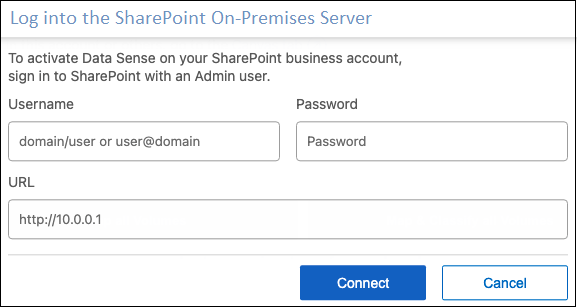 Log into the SharePoint On-Premises Server
To activate Data Sense on your SharePoint business account,
sign in to SharePoint with an Admin user.
Username Password
domain/user or user@domain Password
URL
http://10.0.0.1
Connect Cancel